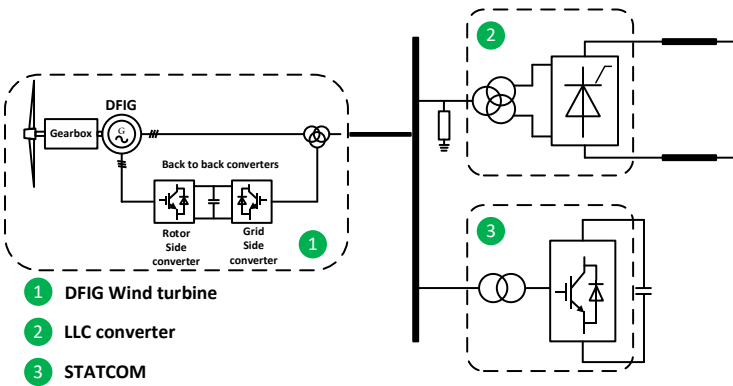 2
DFIG
Gearbox
G
Back to back converters
Rotor
Side
converter
Grid
Side
converter
1
3
1 DFIG Wind turbine
2 LLC converter
3 STATCOM